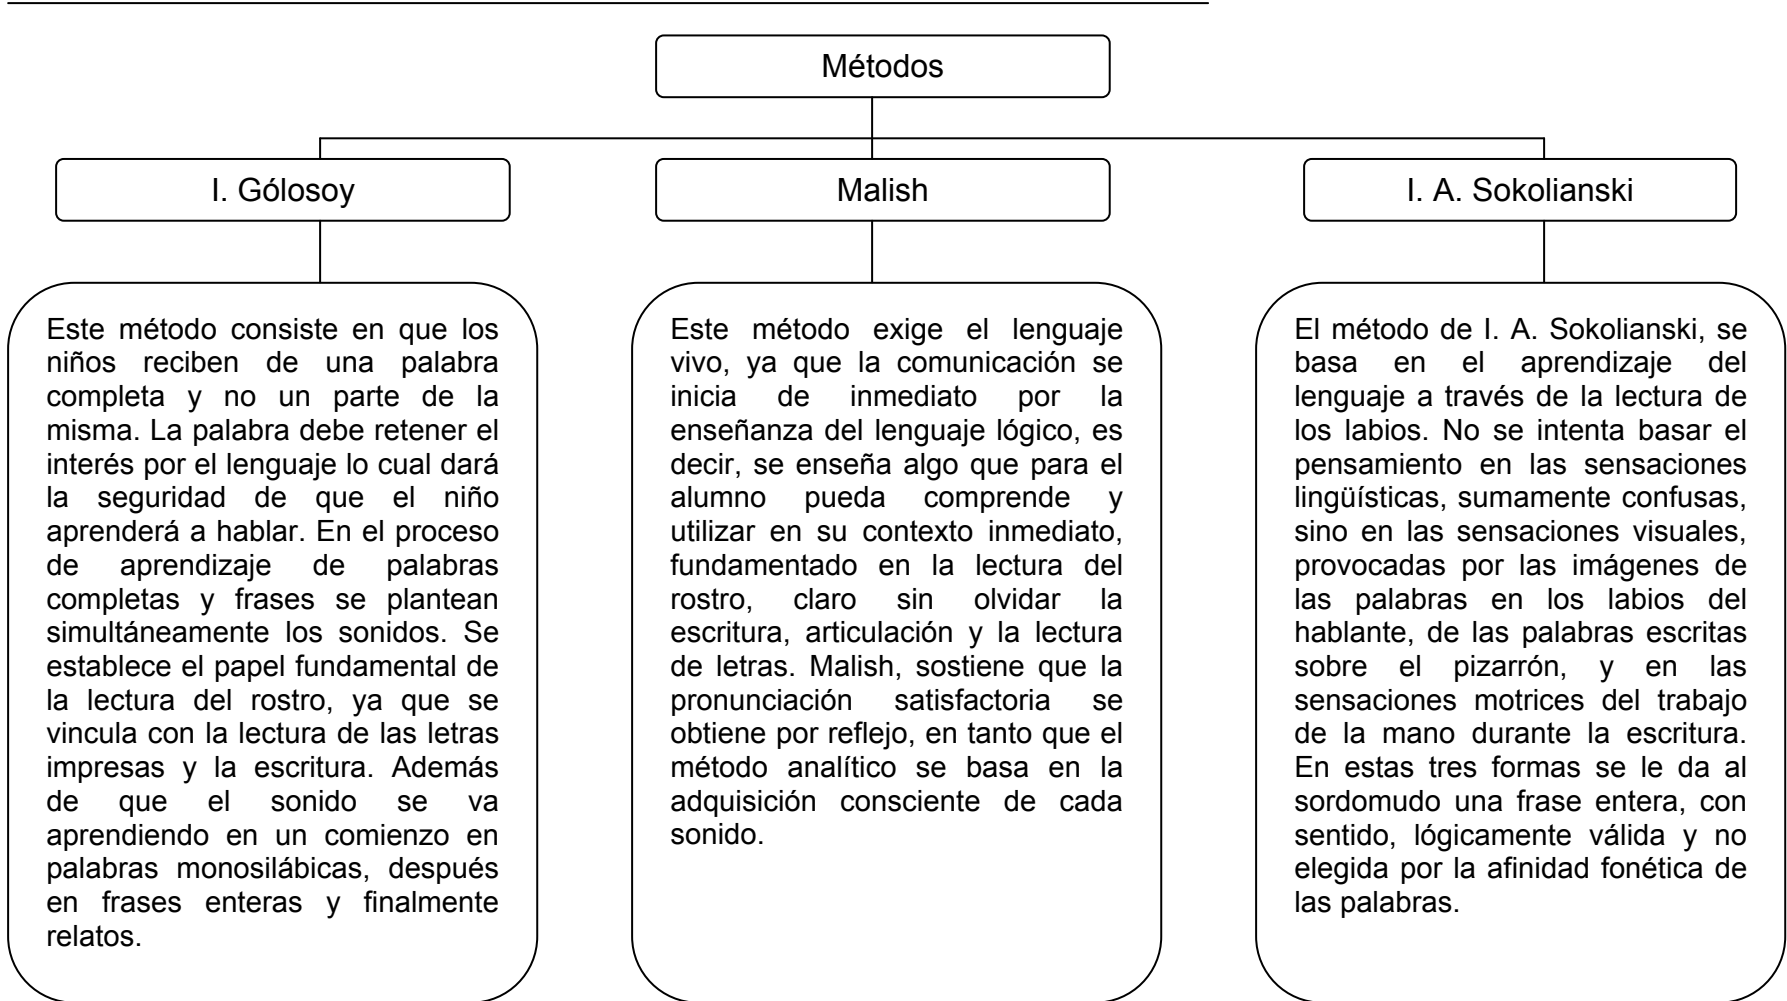 Métodos
I. Gólosoy
Malish
I. A. Sokolianski
Este método consiste en que los
niños reciben de una palabra
completa y no un parte de la
misma. La palabra debe retener el
interés por el lenguaje lo cual dará
la seguridad de que el niño
aprenderá a hablar. En el proceso
de aprendizaje de palabras
completas y frases se plantean
simultáneamente los sonidos. Se
establece el papel fundamental de
la lectura del rostro, ya que se
vincula con la lectura de las letras
impresas y la escritura. Además
de que el sonido se va
aprendiendo en un comienzo en
palabras monosilábicas, después
en frases enteras y finalmente
relatos.
Este método exige el lenguaje
vivo, ya que la comunicación se
inicia de inmediato por la
enseñanza del lenguaje lógico, es
decir, se enseña algo que para el
alumno pueda comprende y
utilizar en su contexto inmediato,
fundamentado en la lectura del
rostro, claro sin olvidar la
escritura, articulación y la lectura
de letras. Malish, sostiene que la
pronunciación satisfactoria se
obtiene por reflejo, en tanto que el
método analítico se basa en la
adquisición consciente de cada
sonido.
El método de I. A. Sokolianski, se
basa en el aprendizaje del
lenguaje a través de la lectura de
los labios. No se intenta basar el
pensamiento en las sensaciones
lingüísticas, sumamente confusas,
sino en las sensaciones visuales,
provocadas por las imágenes de
las palabras en los labios del
hablante, de las palabras escritas
sobre el pizarrón, y en las
sensaciones motrices del trabajo
de la mano durante la escritura.
En estas tres formas se le da al
sordomudo una frase entera, con
sentido, lógicamente válida y no
elegida por la afinidad fonética de
las palabras.